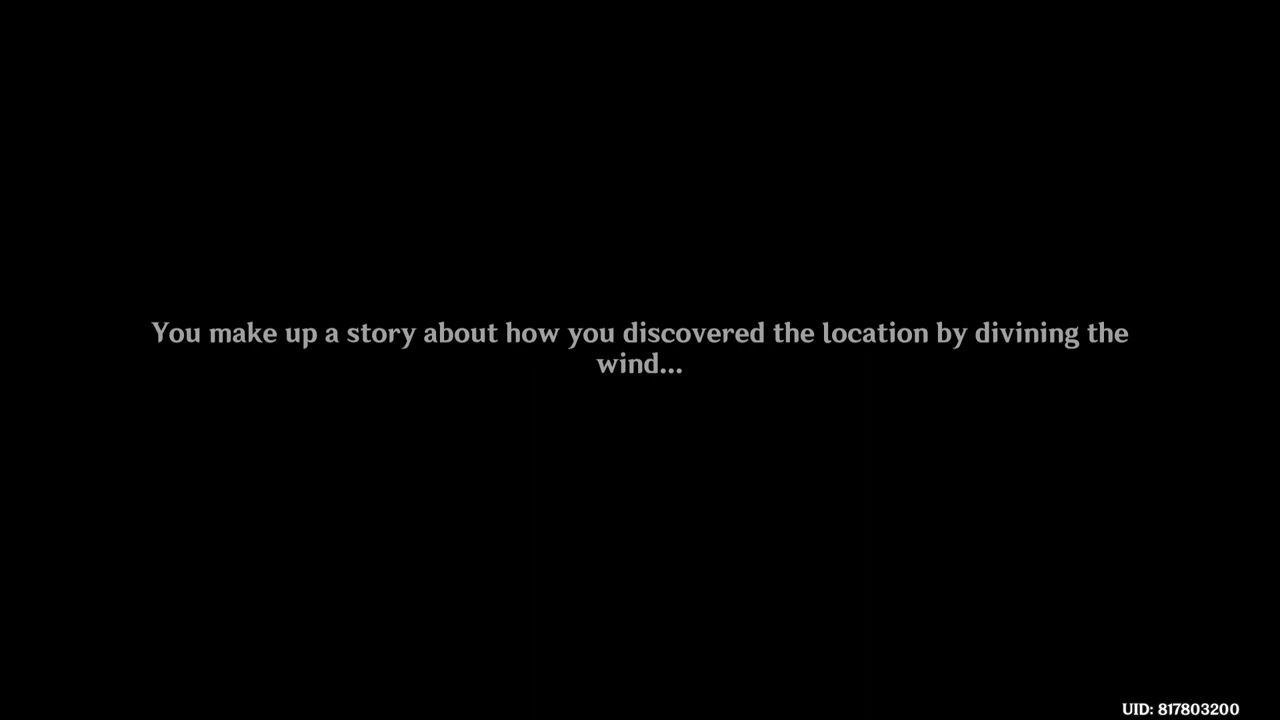 You make up a story about how you discovered the location by divining the
wind...
UID: 817803200